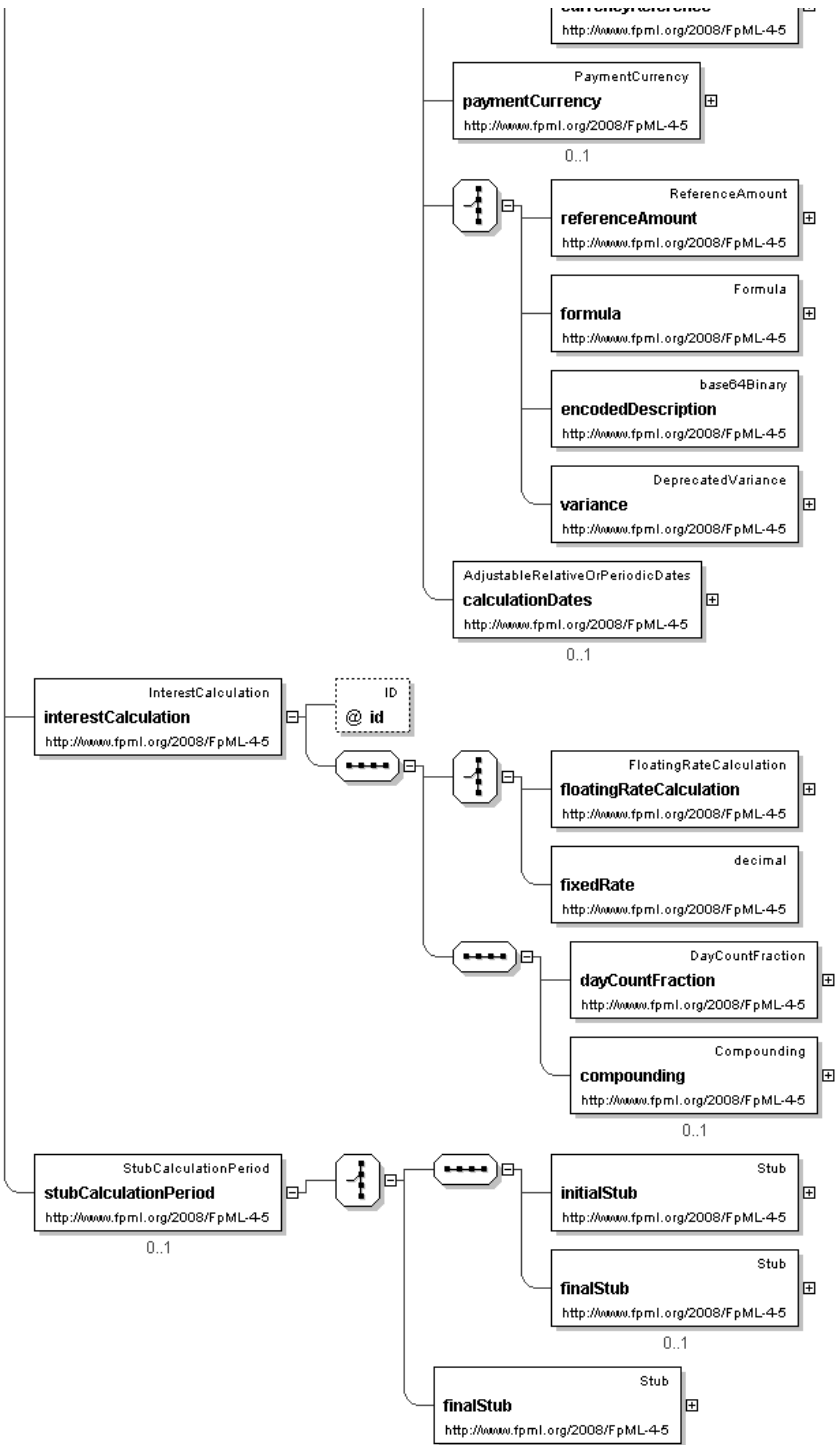 http://www.fpml.org/2008/FpML-4-5
PaymentCurrency
paymentCurrency
http://www.fpml.org/2008/FpML-4-5
0..1
ReferenceAmount
referenceAmount
http://www.fpml.org/2008/FpML-4-5
Formula
formula
http://www.fpml.org/2008/FpML-4-5
base64Binary
encodedDescription
http://www.fpml.org/2008/FpML-4-5
DeprecatedVariance
variance
http://www.fpml.org/2008/FpML-4-5
AdjustableRelativeOrPeriodicDates
calculationDates
http://www.fpml.org/2008/FpML-4-5
0..1
InterestCalculation
interestCalculation
http://www.fpml.org/2008/FpML-4-5
ID
@ id
FloatingRateCalculation
floatingRateCalculation
http://www.fpml.org/2008/FpML-4-5
decimal
fixedRate
http://www.fpml.org/2008/FpML-4-5
DayCountFraction
dayCountFraction
http://www.fpml.org/2008/FpML-4-5
Compounding
compounding
http://www.fpml.org/2008/FpML-4-5
0..1
StubCalculationPeriod
stubCalculationPeriod
http://www.fpml.org/2008/FpML-4-5
0..1
Stub
initialStub
http://www.fpml.org/2008/FpML-4-5
Stub
finalStub
http://www.fpml.org/2008/FpML-4-5
0..1
Stub
finalStub
http://www.fpml.org/2008/FpML-4-5